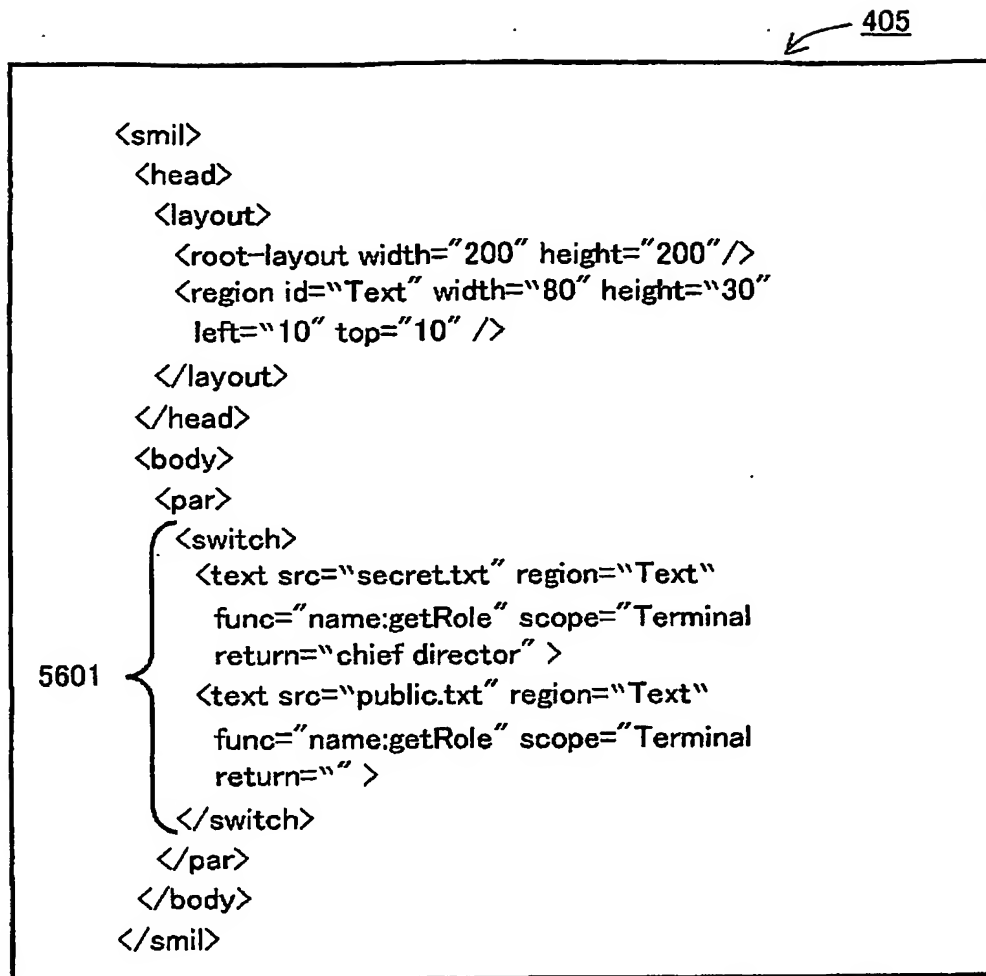 405
<smil>
<head>
<layout>
<root-layout width="200" height="200"/>
<region id="Text" width="80" height="30"
left="10" top="10" />
</layout>
</head>
<body>
<par>
<switch>
<text src="secret.txt" region="Text"
func="name:getRole" scope="Terminal
return="chief director" >
5601
<text src="public.txt" region="Text"
func="name:getRole" scope="Terminal
return="" >
</switch>
</par>
</body>
</smil>